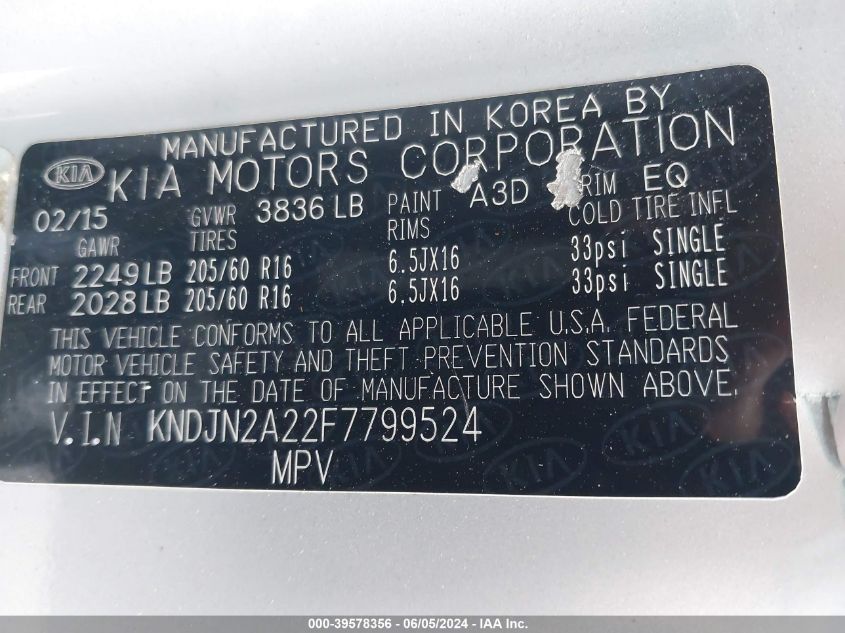 MANUFACTURED IN KOREA BY
KIA KIA MOTORS CORPORATION
02/15 GVWR 3836 LB PAINT A3D TRIM EQ
GAWR TIRES RIMS COLD TIRE INFL
FRONT 2249 LB 205/60 R16 6.5JX16 33psi SINGLE
REAR 2028 LB 205/60 R16 6.5JX16 33psi SINGLE
THIS VEHICLE CONFORMS TO ALL APPLICABLE U.S.A. FEDERAL
MOTOR VEHICLE SAFETY AND THEFT PREVENTION STANDARDS
IN EFFECT ON THE DATE OF MANUFACTURE SHOWN ABOVE.
V.I.N KNDJN2A22F7799524
MPV
000-39578356 - 06/05/2024 - IAA Inc.